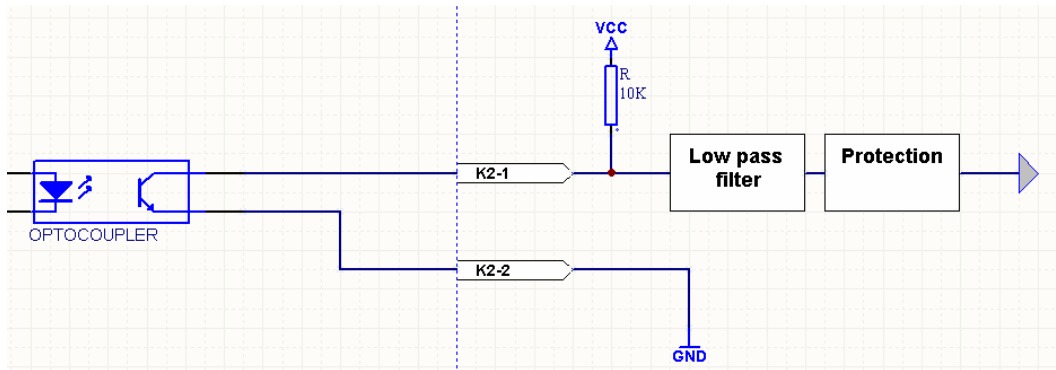 VCC
R
10K
Low pass
filter
Protection
K2-1
OPTOCOUPLER
K2-2
GND